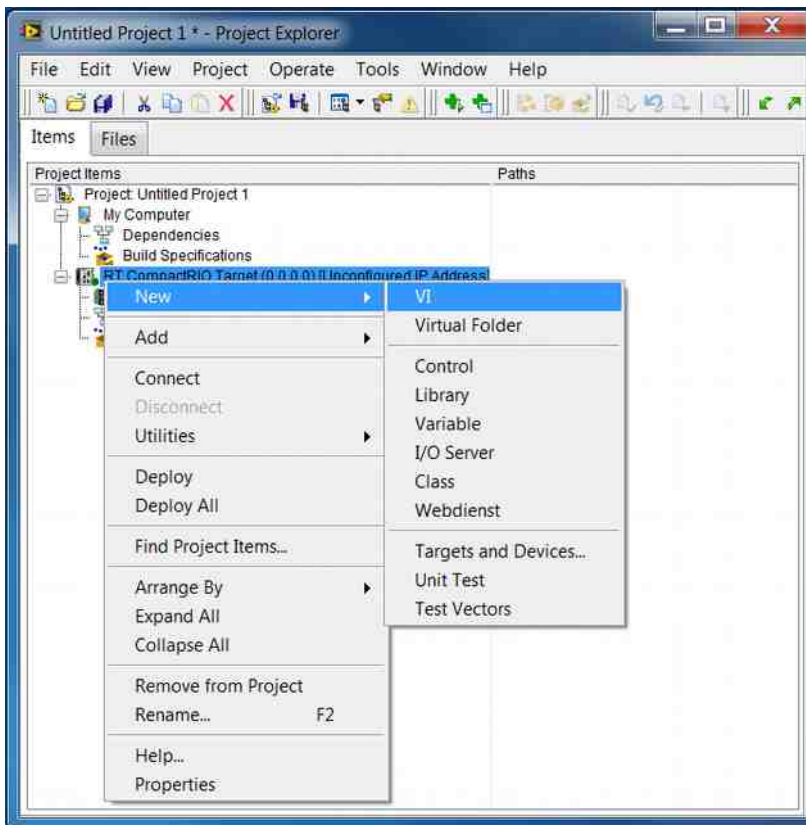 Untitled Project 1 * - Project Explorer
File Edit View Project Operate Tools Window Help
Items Files
Project Items Paths
Project: Untitled Project 1
My Computer
Dependencies
Build Specifications
RT CompactRIO Target (0.0.0.0) [Unconfigured IP Address]
New
Add
Connect
Disconnect
Utilities
Deploy
Deploy All
Find Project Items...
Arrange By
Expand All
Collapse All
Remove from Project
Rename... F2
Help...
Properties
VI
Virtual Folder
Control
Library
Variable
I/O Server
Class
Webdienst
Targets and Devices...
Unit Test
Test Vectors